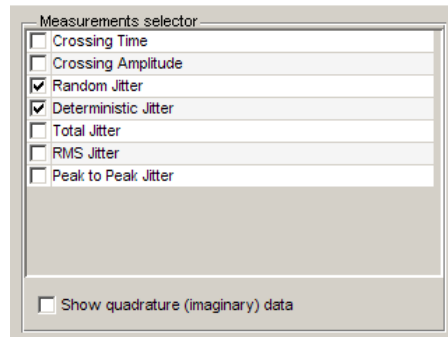 Measurements selector
Crossing Time
Crossing Amplitude
Random Jitter
Deterministic Jitter
Total Jitter
RMS Jitter
Peak to Peak Jitter
Show quadrature (imaginary) data